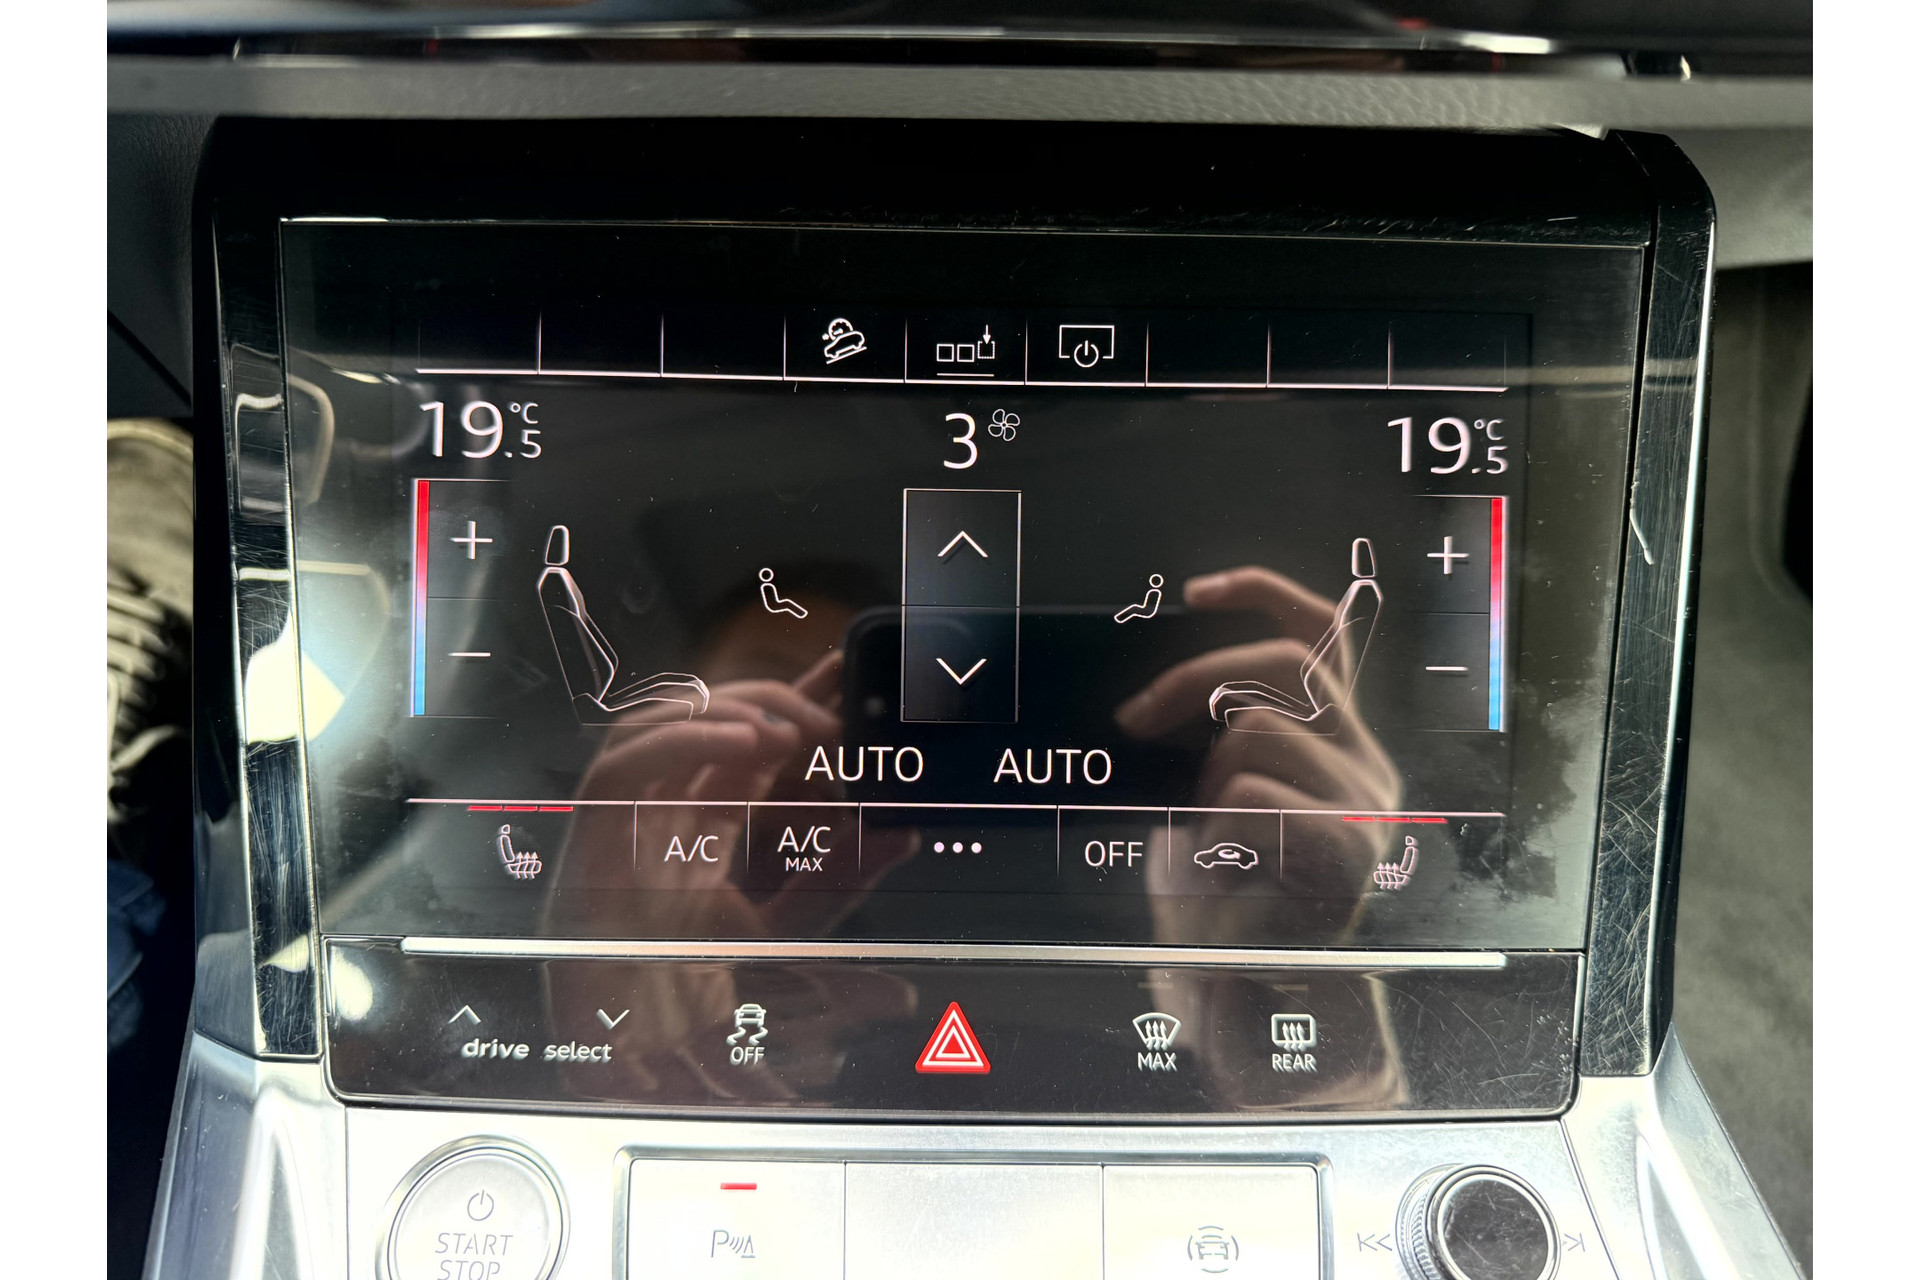 19.5 °C
3
19.5 °C
+
+
−
−
AUTO AUTO
A/C
A/C MAX
•••
OFF
drive select
OFF
MAX
REAR
START
STOP
P